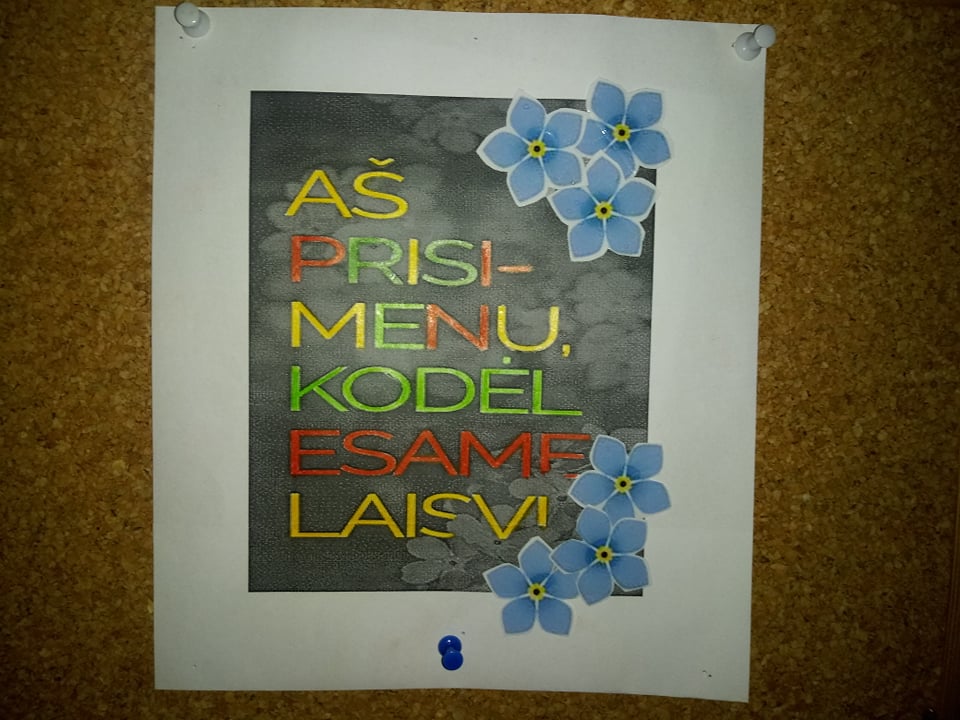 AŠ
PRISI-
MENU,
KODĖL
ESAME
LAISVI